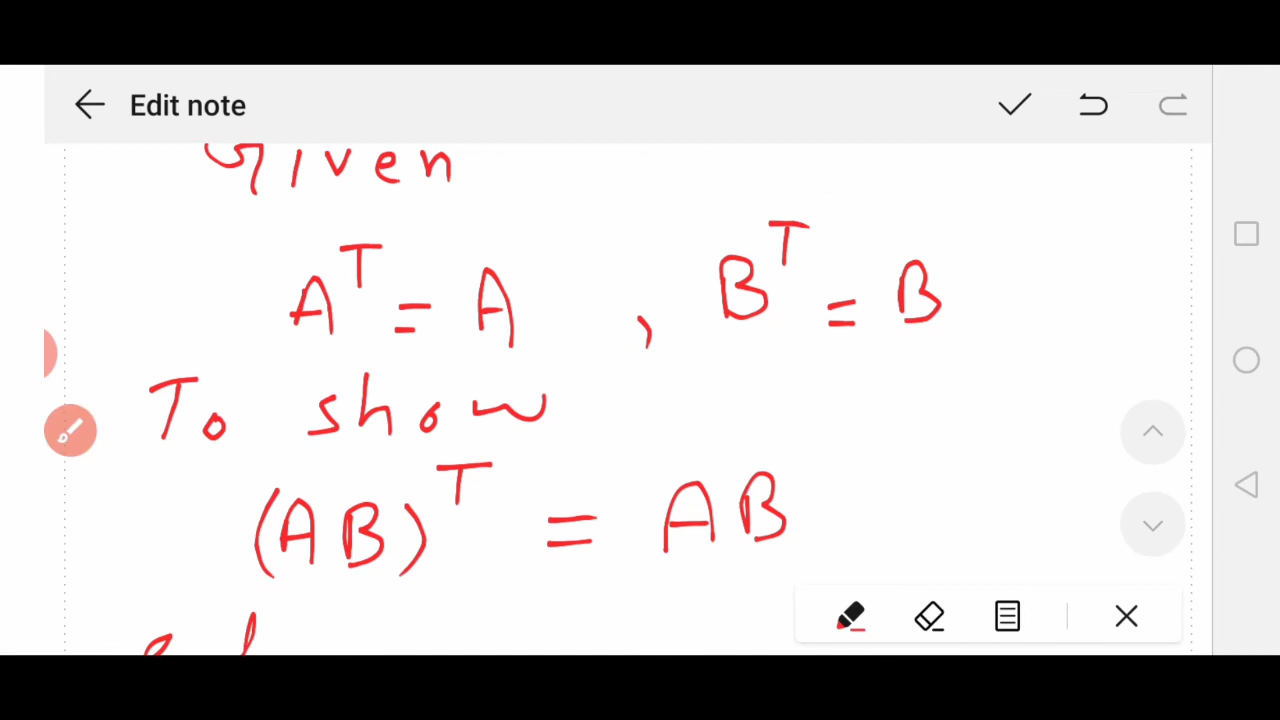 Edit note
Given
A^T = A , B^T = B
To show
(AB)^T = AB